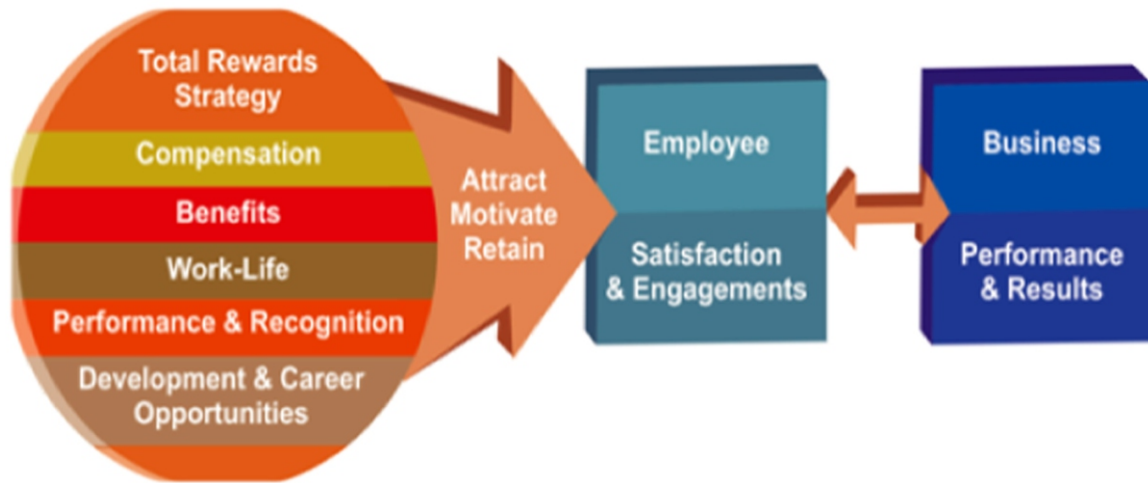 Total Rewards
Strategy
Compensation
Benefits
Work-Life
Performance & Recognition
Development & Career
Opportunities
Attract
Motivate
Retain
Employee
Satisfaction
& Engagements
Business
Performance
& Results